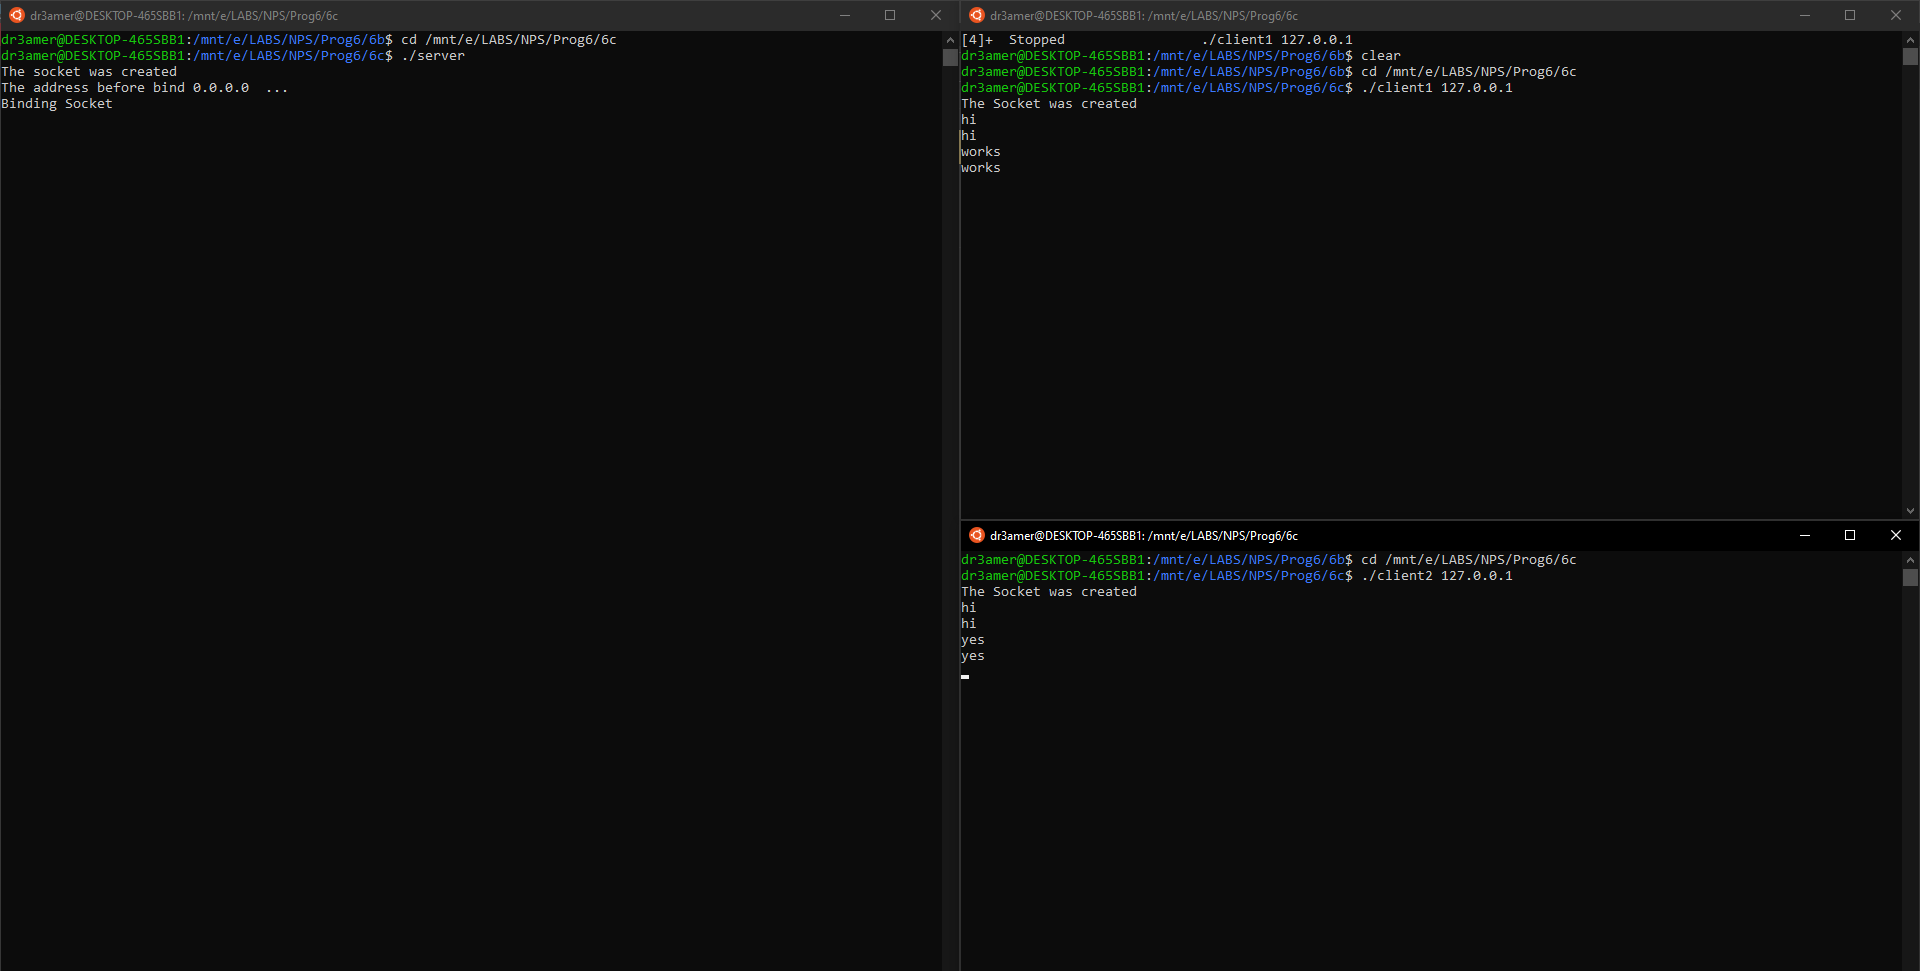 dr3amer@DESKTOP-465SBB1: /mnt/e/LABS/NPS/Prog6/6c
dr3amer@DESKTOP-465SBB1:/mnt/e/LABS/NPS/Prog6/6b$ cd /mnt/e/LABS/NPS/Prog6/6c
dr3amer@DESKTOP-465SBB1:/mnt/e/LABS/NPS/Prog6/6c$ ./server
The socket was created
The address before bind 0.0.0.0  ...
Binding Socket
dr3amer@DESKTOP-465SBB1: /mnt/e/LABS/NPS/Prog6/6c
[4]+  Stopped                 ./client1 127.0.0.1
dr3amer@DESKTOP-465SBB1:/mnt/e/LABS/NPS/Prog6/6b$ clear
dr3amer@DESKTOP-465SBB1:/mnt/e/LABS/NPS/Prog6/6b$ cd /mnt/e/LABS/NPS/Prog6/6c
dr3amer@DESKTOP-465SBB1:/mnt/e/LABS/NPS/Prog6/6c$ ./client1 127.0.0.1
The Socket was created
hi
hi
works
works
dr3amer@DESKTOP-465SBB1: /mnt/e/LABS/NPS/Prog6/6c
dr3amer@DESKTOP-465SBB1:/mnt/e/LABS/NPS/Prog6/6b$ cd /mnt/e/LABS/NPS/Prog6/6c
dr3amer@DESKTOP-465SBB1:/mnt/e/LABS/NPS/Prog6/6c$ ./client2 127.0.0.1
The Socket was created
hi
hi
yes
yes